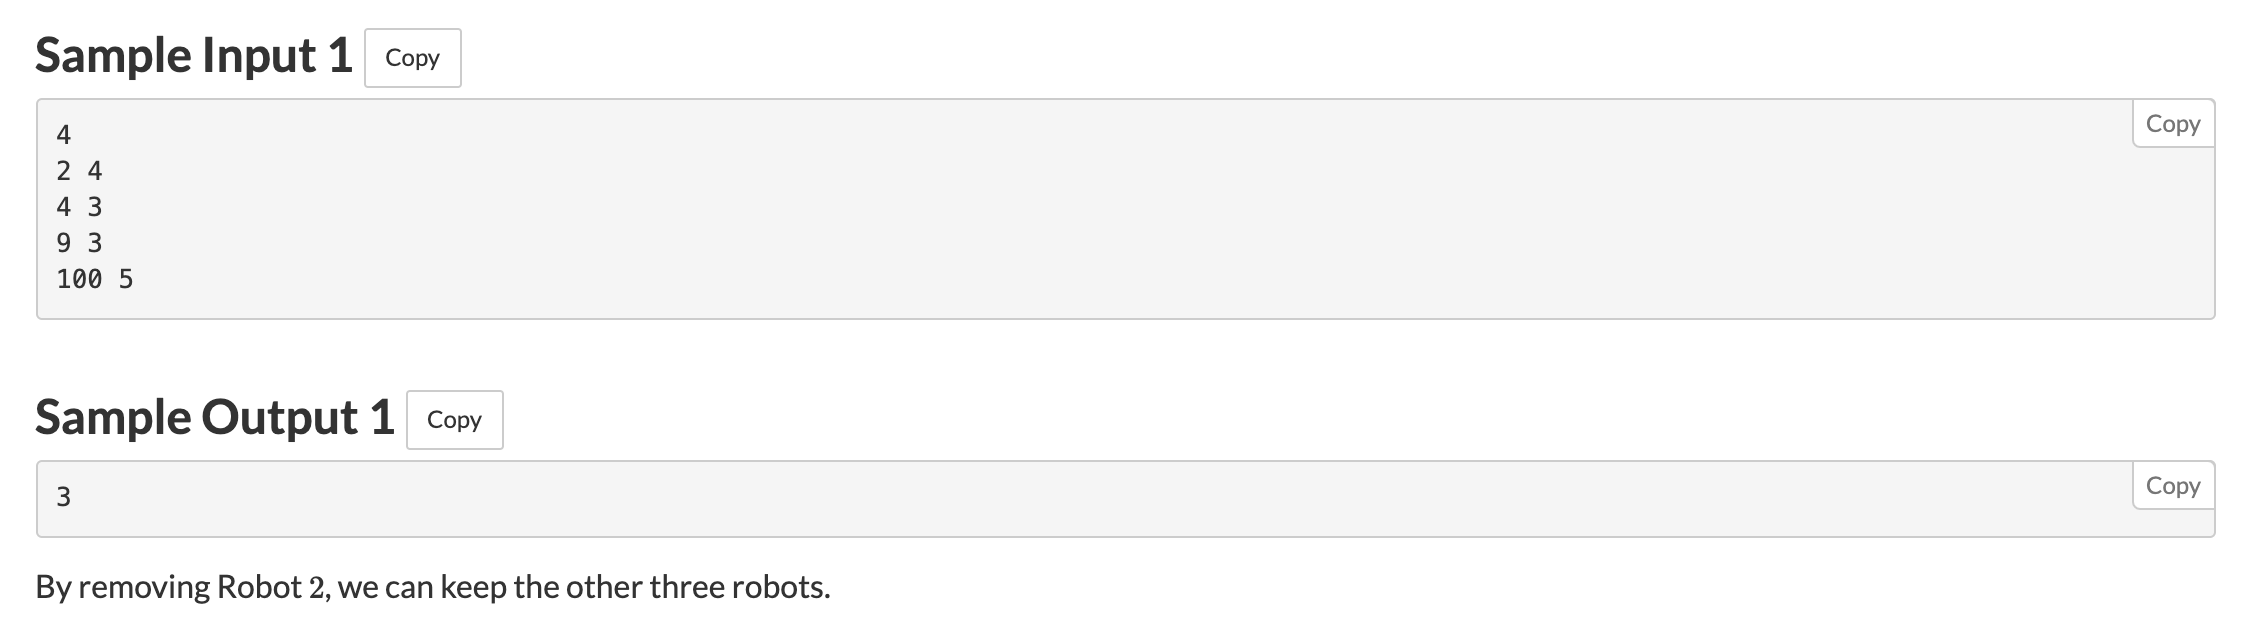 Sample Input 1 Copy
Copy
4
2 4
4 3
9 3
100 5
Sample Output 1 Copy
Copy
3
By removing Robot 2, we can keep the other three robots.